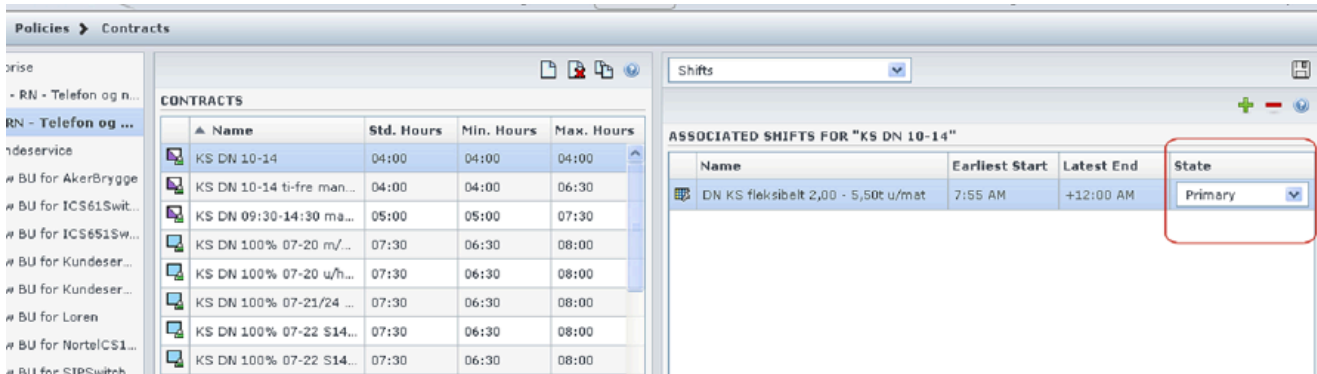 Policies > Contracts
prise
- RN - Telefon og n...
RN - Telefon og ...
ndeservice
w BU for AkerBrygge
w BU for ICS61Swit...
w BU for ICS651Sw...
w BU for Kundeser...
w BU for Kundeser...
w BU for Loren
w BU for NortelCS1...
w BU for SIPSwitch
CONTRACTS
Name Std. Hours Min. Hours Max. Hours
KS DN 10-14 04:00 04:00 04:00
KS DN 10-14 ti-fre man... 04:00 04:00 06:30
KS DN 09:30-14:30 ma... 05:00 05:00 07:30
KS DN 100% 07-20 m/... 07:30 06:30 08:00
KS DN 100% 07-20 u/h... 07:30 06:30 08:00
KS DN 100% 07-21/24 ... 07:30 06:30 08:00
KS DN 100% 07-22 S14... 07:30 06:30 08:00
KS DN 100% 07-22 S14... 07:30 06:30 08:00
Shifts
ASSOCIATED SHIFTS FOR "KS DN 10-14"
Name Earliest Start Latest End State
DN KS fleksibelt 2,00 - 5,50t u/mat 7:55 AM +12:00 AM Primary